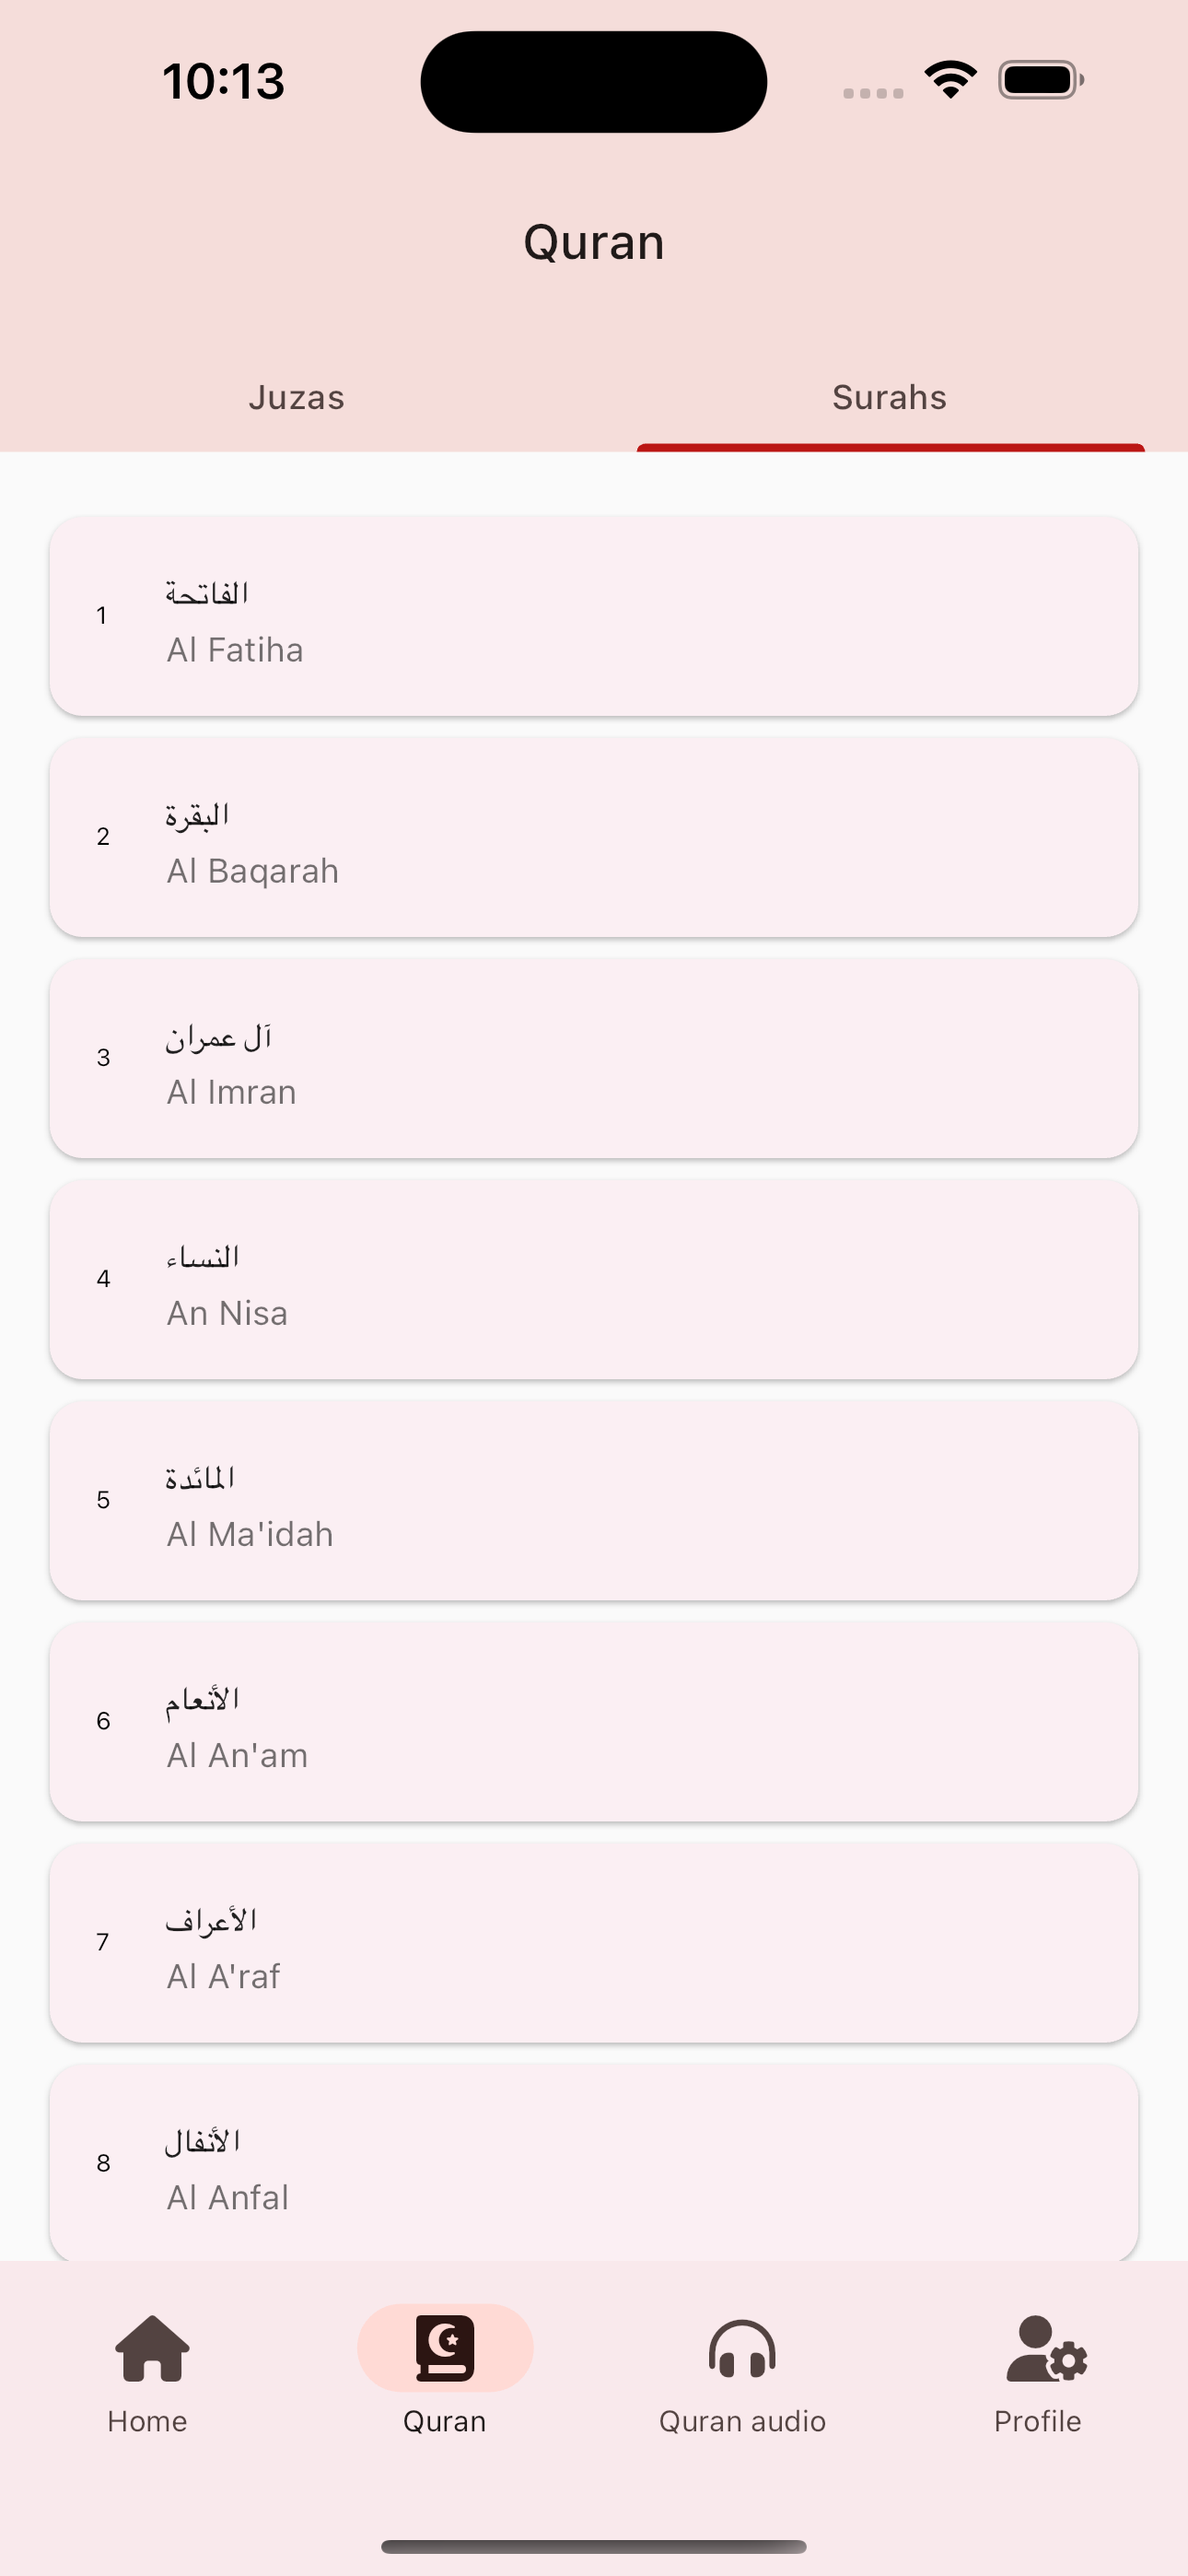 10:13
Quran
Juzas
Surahs
1
الفاتحة
Al Fatiha
2
البقرة
Al Baqarah
3
آل عمران
Al Imran
4
النساء
An Nisa
5
المائدة
Al Ma'idah
6
الأنعام
Al An'am
7
الأعراف
Al A'raf
8
الأنفال
Al Anfal
Home
Quran
Quran audio
Profile